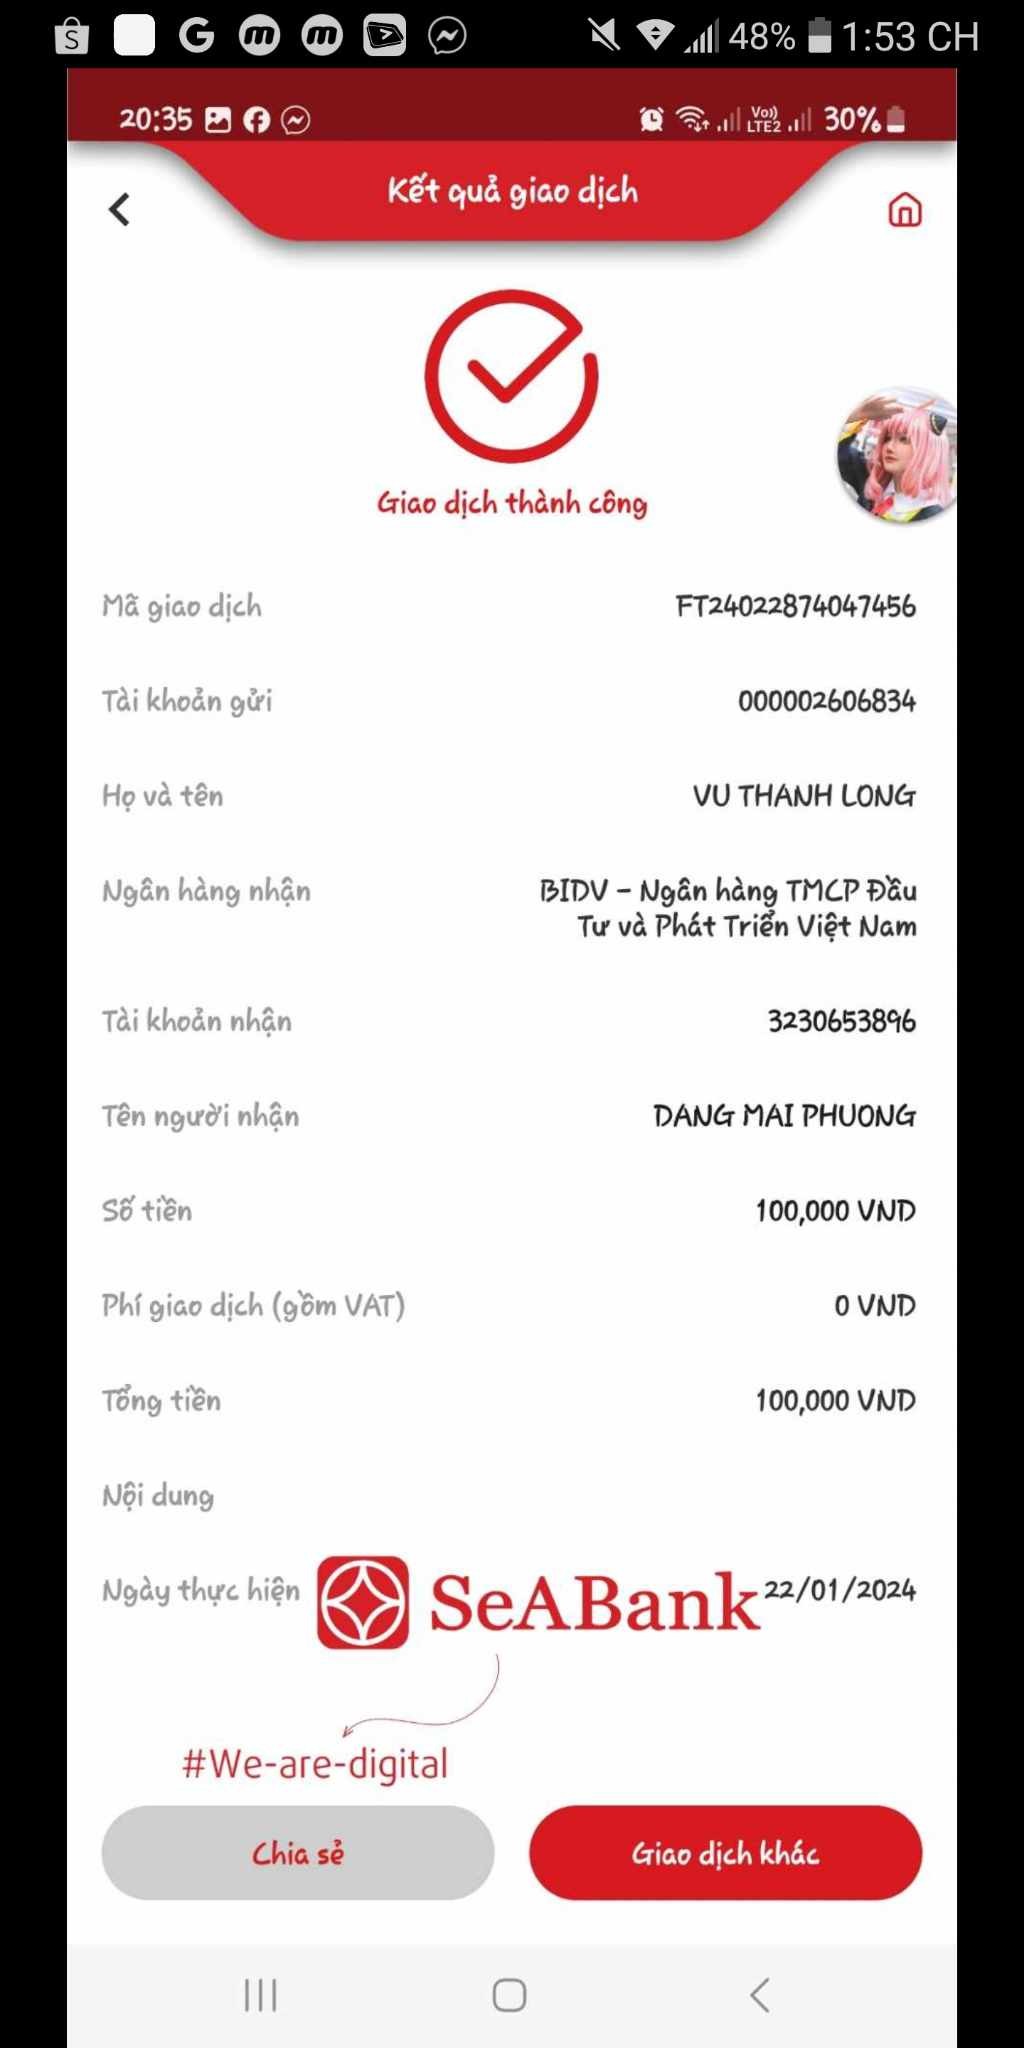 48% 1:53 CH
20:35 Vo)) LTE2 30%
Kết quả giao dịch
Giao dịch thành công
Mã giao dịch FT24022874047456
Tài khoản gửi 000002606834
Họ và tên VU THANH LONG
Ngân hàng nhận BIDV - Ngân hàng TMCP Đầu
Tư và Phát Triển Việt Nam
Tài khoản nhận 3230653896
Tên người nhận DANG MAI PHUONG
Số tiền 100,000 VND
Phí giao dịch (gồm VAT) 0 VND
Tổng tiền 100,000 VND
Nội dung
Ngày thực hiện SeABank 22/01/2024
#We-are-digital
Chia sẻ Giao dịch khác